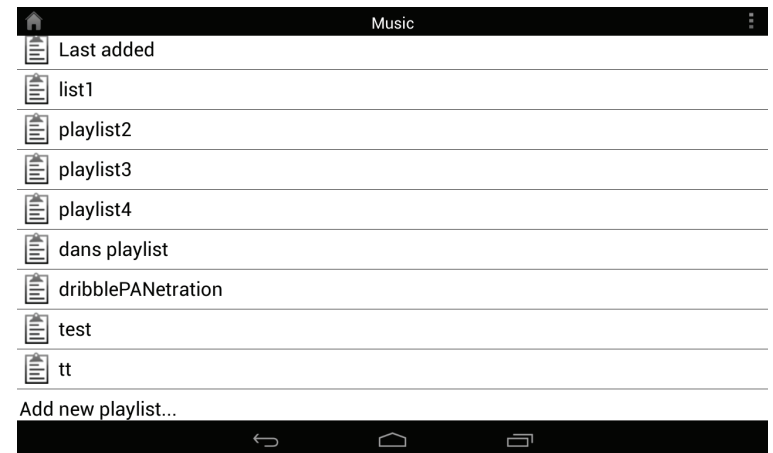 Music
Last added
list1
playlist2
playlist3
playlist4
dans playlist
dribblePANetration
test
tt
Add new playlist...